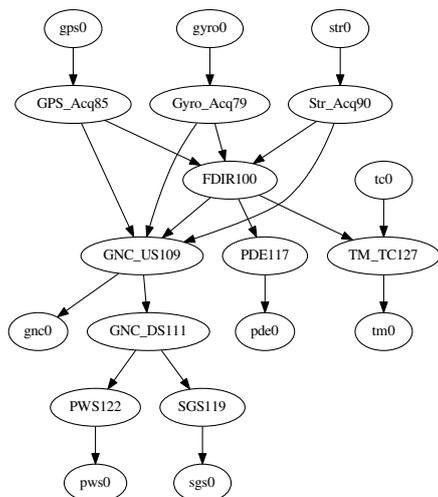 gps0
gyro0
str0
GPS_Acq85
Gyro_Acq79
Str_Acq90
FDIR100
tc0
GNC_US109
PDE117
TM_TC127
gnc0
GNC_DS111
pde0
tm0
PWS122
SGS119
pws0
sgs0